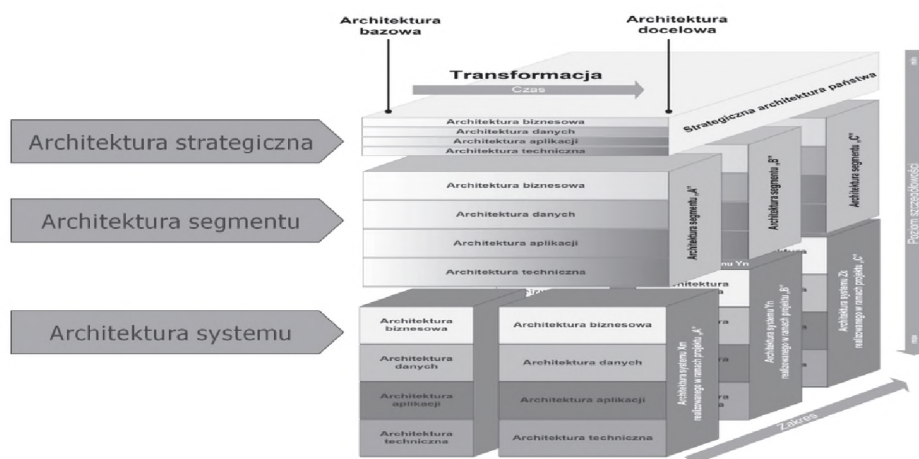 Architektura
bazowa
Architektura
docelowa
Transformacja
Czas
Strategiczna architektura państwa
Architektura strategiczna
Architektura biznesowa
Architektura danych
Architektura aplikacji
Architektura techniczna
Architektura segmentu
Architektura biznesowa
Architektura danych
Architektura aplikacji
Architektura techniczna
Architektura segmentu „A"
Architektura segmentu „B"
Architektura segmentu „C"
Architektura systemu
Architektura
biznesowa
Architektura
danych
Architektura
aplikacji
Architektura
techniczna
Architektura biznesowa
Architektura danych
Architektura aplikacji
Architektura techniczna
Architektura systemu Xm
realizowanego w ramach projektu „A"
Architektura systemu Yn
realizowanego w ramach projektu „B"
Architektura systemu Zk
realizowanego w ramach projektu „C"
Poziom szczegółowości
Zakres